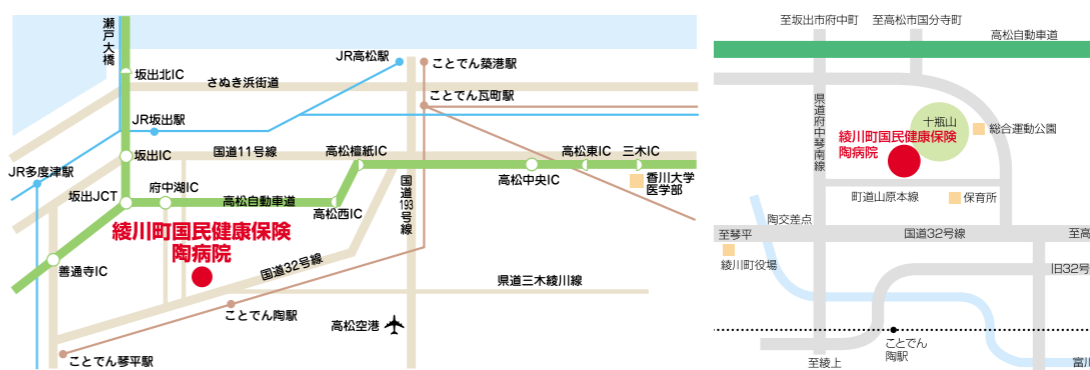 瀬戸大橋
坂出北IC
さぬき浜街道
JR高松駅
ことでん築港駅
ことでん瓦町駅
JR坂出駅
坂出IC
国道11号線
高松檀紙IC
高松東IC
三木IC
JR多度津駅
高松中央IC
香川大学
医学部
坂出JCT
府中湖IC
高松自動車道
高松西IC
国道193号線
綾川町国民健康保険
陶病院
善通寺IC
国道32号線
県道三木綾川線
ことでん陶駅
高松空港
ことでん琴平駅
至坂出市府中町
至高松市国分寺町
高松自動車道
県道府中琴南線
十瓶山
総合運動公園
綾川町国民健康保険
陶病院
町道山原本線
保育所
陶交差点
至琴平
国道32号線
至高
綾川町役場
旧32号
ことでん
陶駅
至綾上
富川